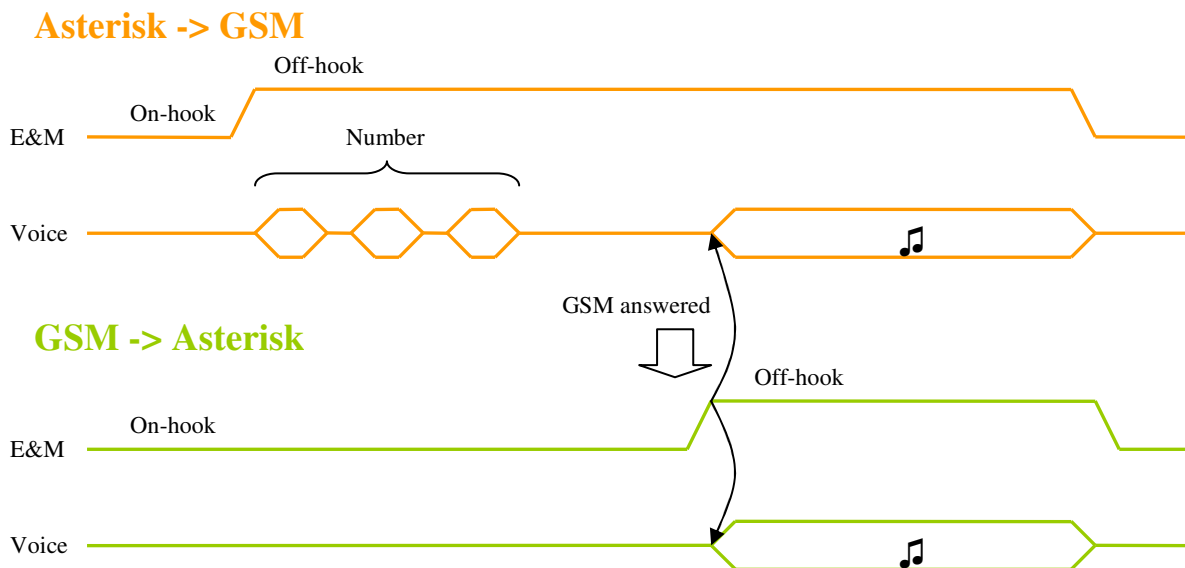 Asterisk -> GSM
Off-hook
On-hook
E&M
Number
Voice
GSM answered
GSM -> Asterisk
Off-hook
On-hook
E&M
Voice